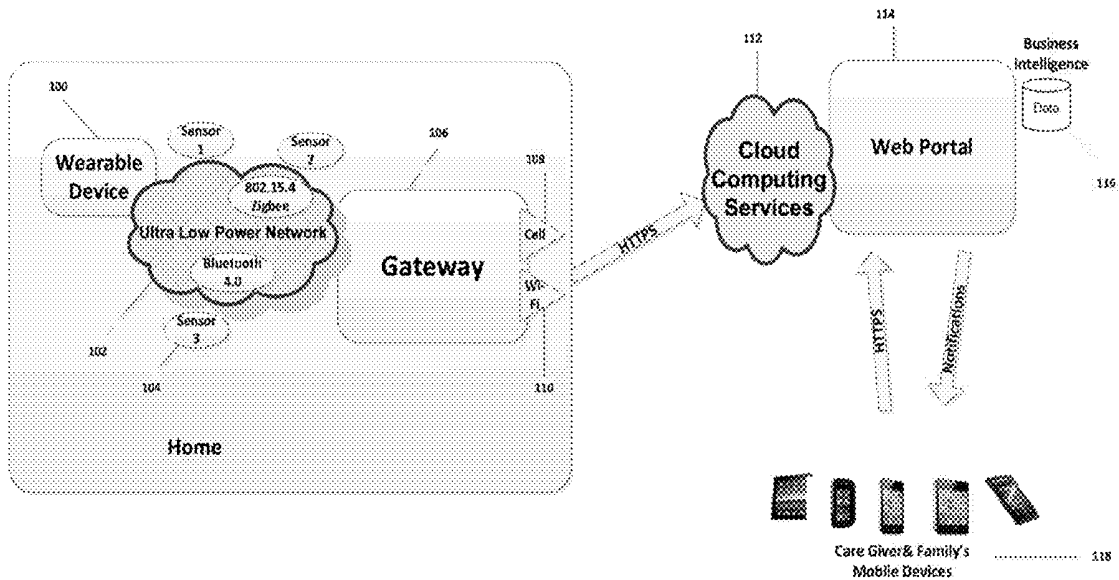 112
114
Business
Intelligence
Data
116
Web Portal
Cloud
Computing
Services
100
Wearable
Device
Sensor
1
Sensor
2
106
108
802.15.4
Zigbee
Ultra Low Power Network
Bluetooth
4.0
Gateway
Cell
Wi-
Fi
HTTPS
Sensor
3
102
104
110
Home
HTTPS
Notifications
Care Giver& Family's
Mobile Devices
118